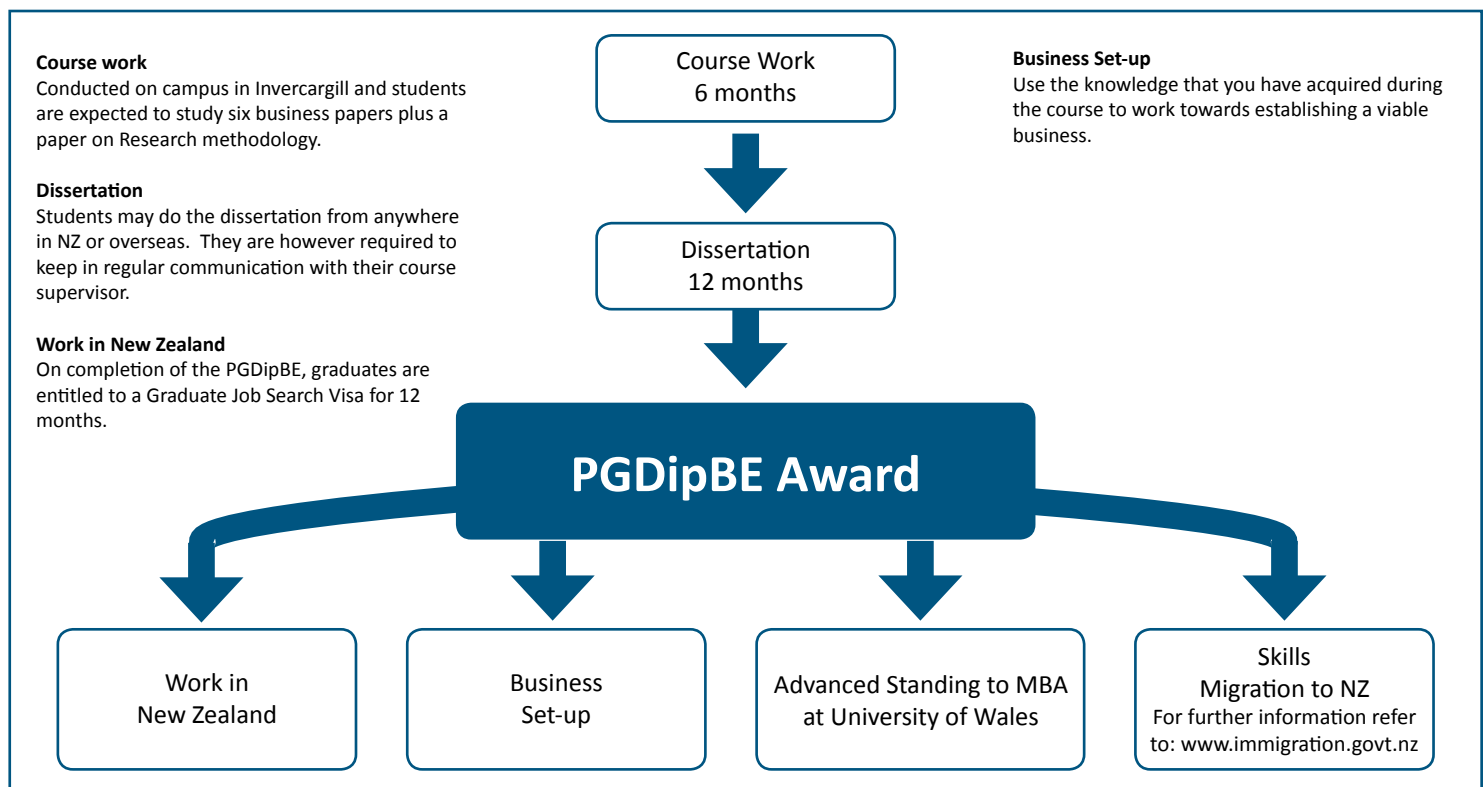 Course work
Conducted on campus in Invercargill and students
are expected to study six business papers plus a
paper on Research methodology.
Dissertation
Students may do the dissertation from anywhere
in NZ or overseas.  They are however required to
keep in regular communication with their course
supervisor.
Work in New Zealand
On completion of the PGDipBE, graduates are
entitled to a Graduate Job Search Visa for 12
months.
Course Work
6 months
Business Set-up
Use the knowledge that you have acquired during
the course to work towards establishing a viable
business.
Dissertation
12 months
PGDipBE Award
Work in
New Zealand
Business
Set-up
Advanced Standing to MBA
at University of Wales
Skills
Migration to NZ
For further information refer
to: www.immigration.govt.nz